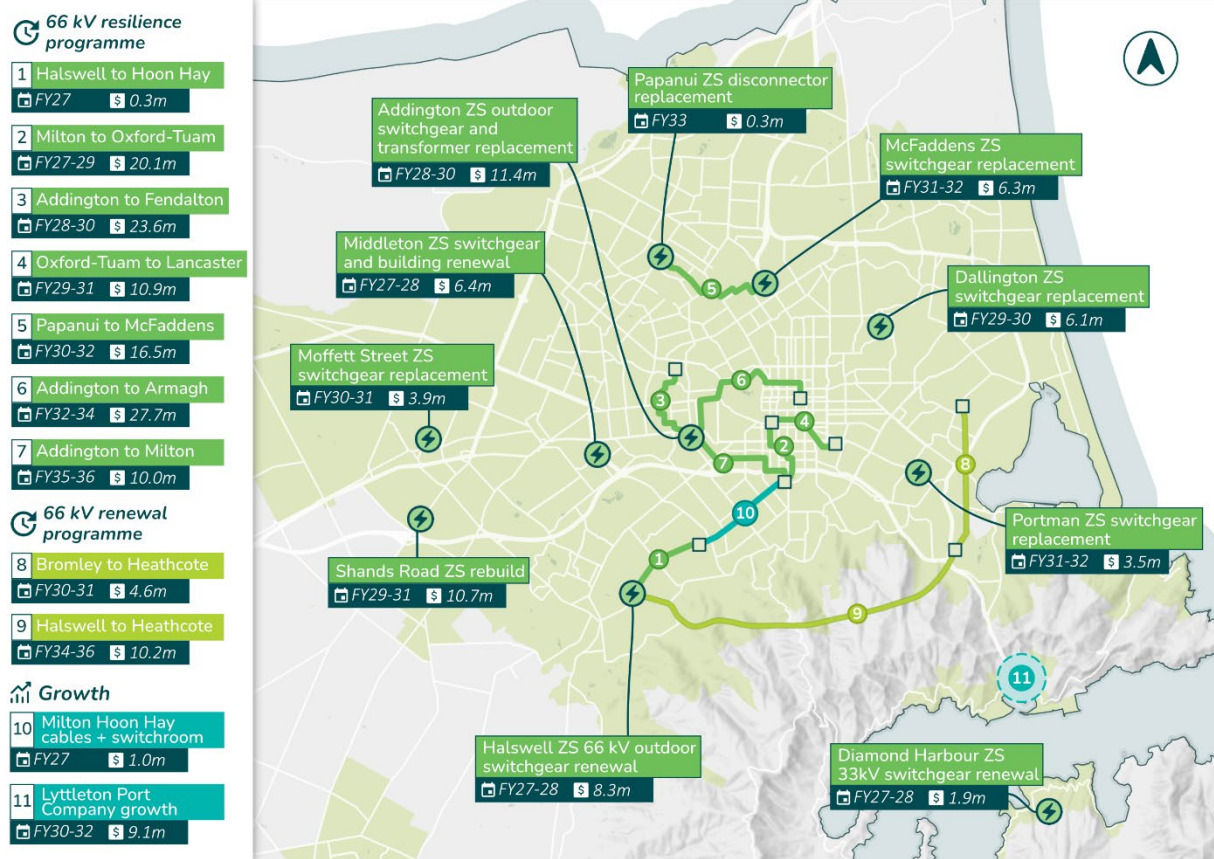 66 kV resilience
programme
1 Halswell to Hoon Hay
FY27 $ 0.3m
2 Milton to Oxford-Tuam
FY27-29 $ 20.1m
3 Addington to Fendalton
FY28-30 $ 23.6m
4 Oxford-Tuam to Lancaster
FY29-31 $ 10.9m
5 Papanui to McFaddens
FY30-32 $ 16.5m
6 Addington to Armagh
FY32-34 $ 27.7m
7 Addington to Milton
FY35-36 $ 10.0m
66 kV renewal
programme
8 Bromley to Heathcote
FY30-31 $ 4.6m
9 Halswell to Heathcote
FY34-36 $ 10.2m
Growth
10 Milton Hoon Hay
cables + switchroom
FY27 $ 1.0m
11 Lyttleton Port
Company growth
FY30-32 $ 9.1m
Papanui ZS disconnector
replacement
FY33 $ 0.3m
Addington ZS outdoor
switchgear and
transformer replacement
FY28-30 $ 11.4m
McFaddens ZS
switchgear replacement
FY31-32 $ 6.3m
Middleton ZS switchgear
and building renewal
FY27-28 $ 6.4m
Dallington ZS
switchgear replacement
FY29-30 $ 6.1m
Moffett Street ZS
switchgear replacement
FY30-31 $ 3.9m
5
6
3
4
2
7
8
10
Portman ZS switchgear
replacement
FY31-32 $ 3.5m
1
Shands Road ZS rebuild
FY29-31 $ 10.7m
9
11
Halswell ZS 66 kV outdoor
switchgear renewal
FY27-28 $ 8.3m
Diamond Harbour ZS
33kV switchgear renewal
FY27-28 $ 1.9m